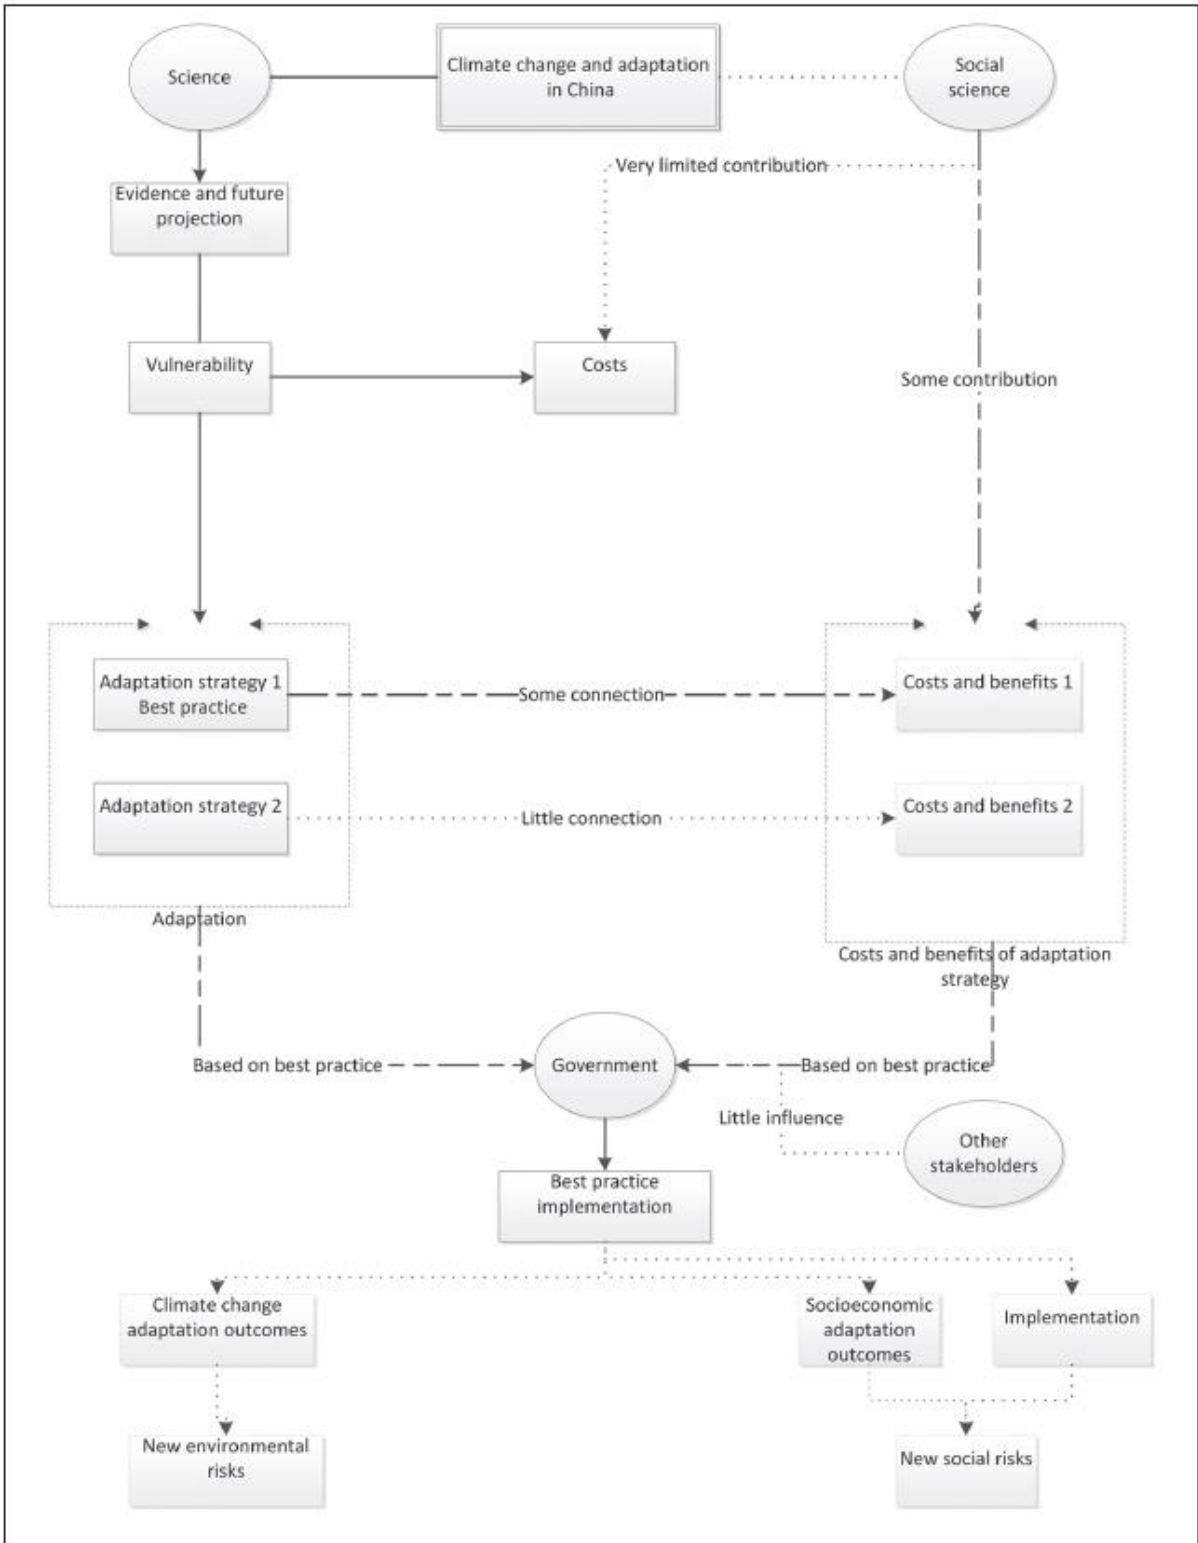 Science
Climate change and adaptation
in China
Social
science
Very limited contribution
Evidence and future
projection
Vulnerability
Costs
Some contribution
Adaptation strategy 1
Best practice
Some connection
Costs and benefits 1
Adaptation strategy 2
Little connection
Costs and benefits 2
Adaptation
Costs and benefits of adaptation
strategy
Based on best practice
Government
Based on best practice
Little influence
Other
stakeholders
Best practice
implementation
Climate change
adaptation outcomes
Socioeconomic
adaptation
outcomes
Implementation
New environmental
risks
New social risks